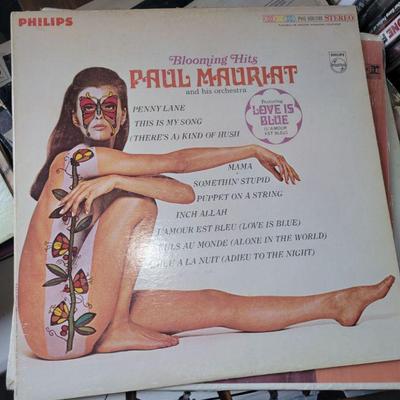 PHILIPS
STEREO
Blooming Hits
PHILIPS
PAUL MAURIAT
and his orchestra
Featuring
LOVE IS
BLUE
(L'AMOUR
EST BLEU)
PENNY LANE
THIS IS MY SONG
(THERE'S A) KIND OF HUSH
MAMA
SOMETHIN' STUPID
PUPPET ON A STRING
INCH ALLAH
L'AMOUR EST BLEU (LOVE IS BLUE)
SEULS AU MONDE (ALONE IN THE WORLD)
(ADIEU TO THE NIGHT)